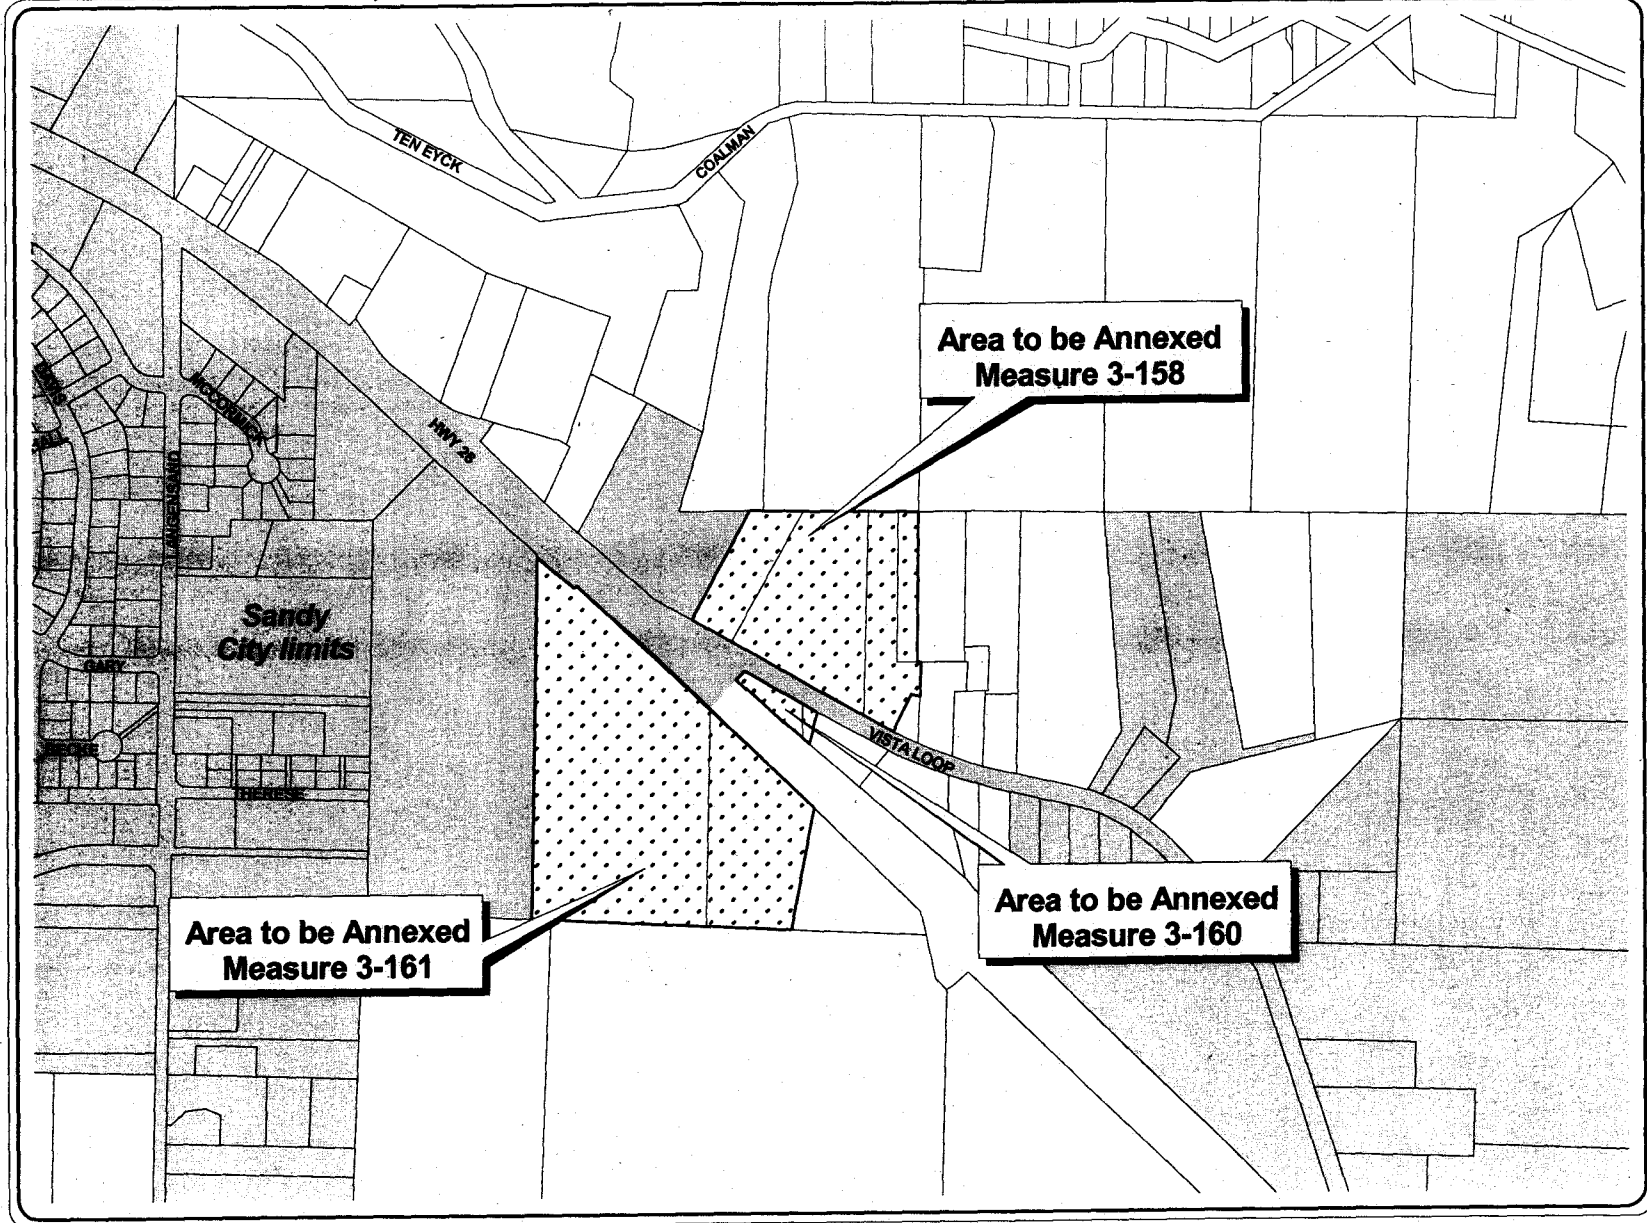 TEN EYCK
COALMAN
Area to be Annexed
Measure 3-158
MCCORMICK
HWY 26
LANGENSAND
Sandy
City limits
GARY
BECKE
VISTA LOOP
THERESE
Area to be Annexed
Measure 3-160
Area to be Annexed
Measure 3-161